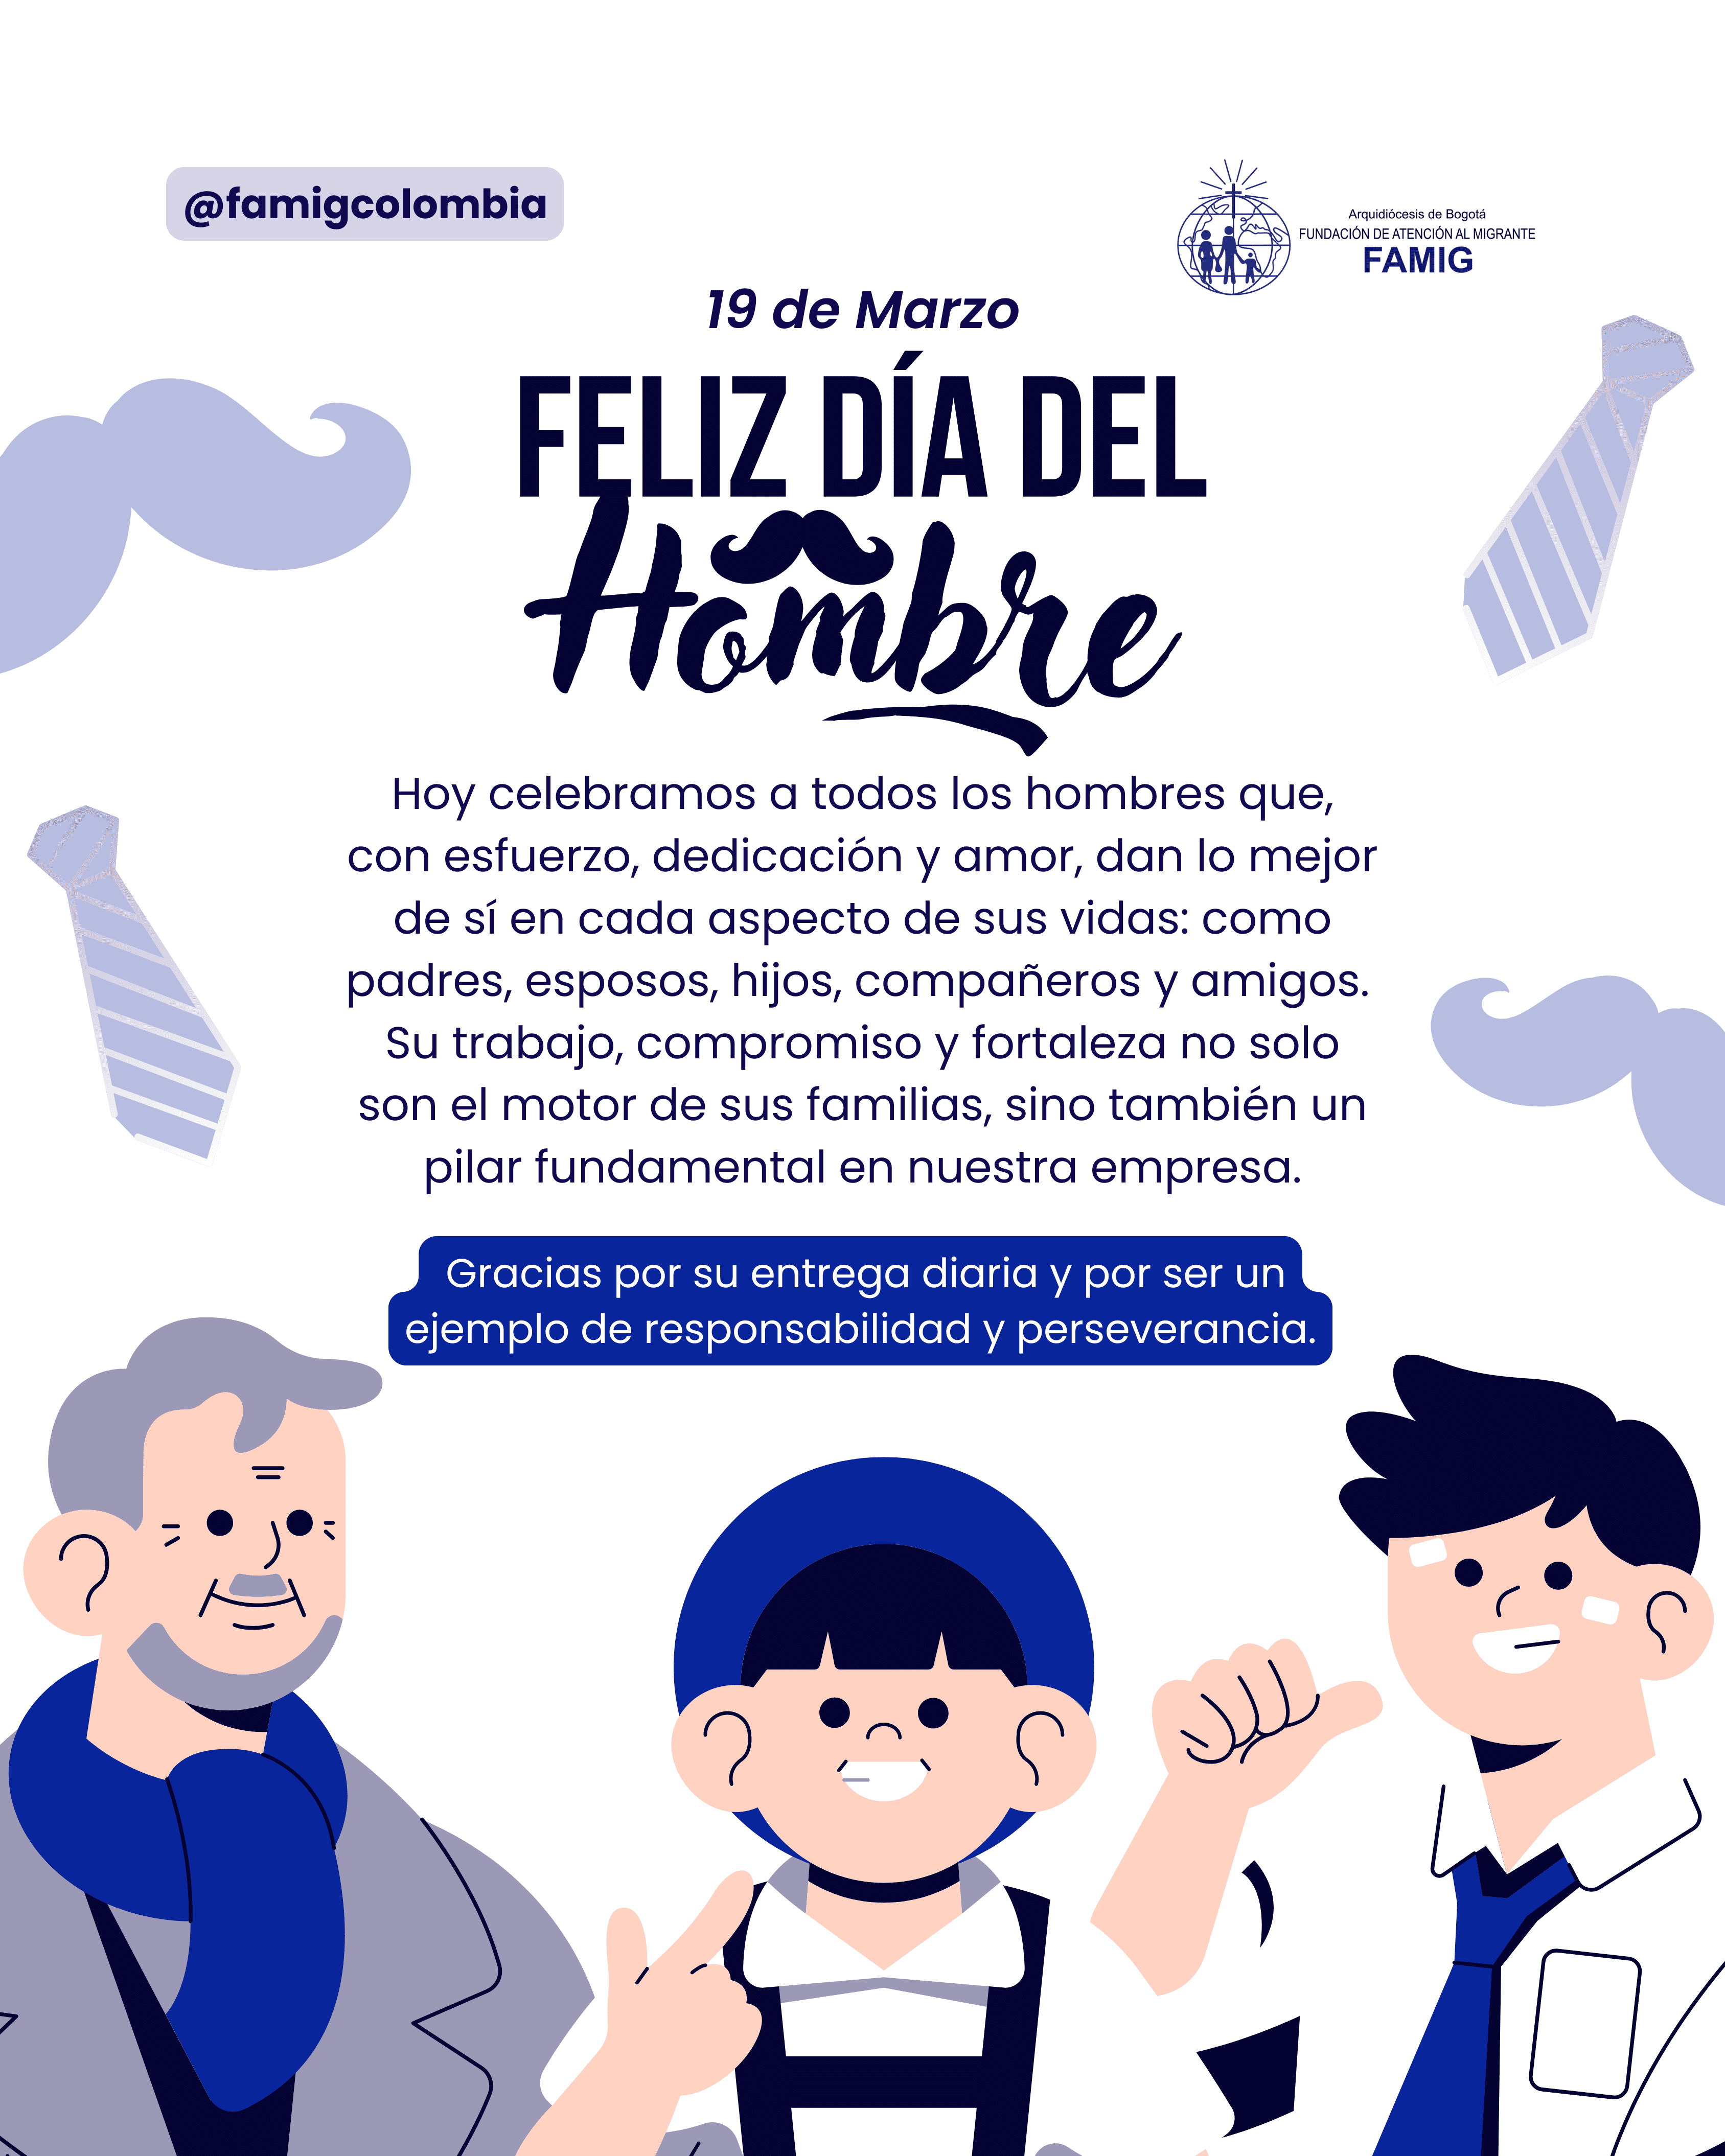 @famigcolombia
Arquidiócesis de Bogotá
FUNDACIÓN DE ATENCIÓN AL MIGRANTE
FAMIG
19 de Marzo
FELIZ DÍA DEL
Hombre
Hoy celebramos a todos los hombres que,
con esfuerzo, dedicación y amor, dan lo mejor
de sí en cada aspecto de sus vidas: como
padres, esposos, hijos, compañeros y amigos.
Su trabajo, compromiso y fortaleza no solo
son el motor de sus familias, sino también un
pilar fundamental en nuestra empresa.
Gracias por su entrega diaria y por ser un
ejemplo de responsabilidad y perseverancia.